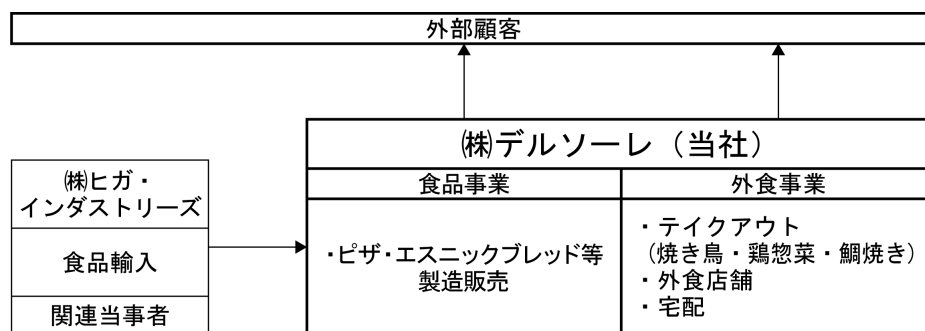 外部顧客
㈱デルソーレ（当社）
食品事業
外食事業
・ピザ・エスニックブレッド等
製造販売
・テイクアウト
（焼き鳥・鶏惣菜・鯛焼き）
・外食店舗
・宅配
㈱ヒガ・
インダストリーズ
食品輸入
関連当事者